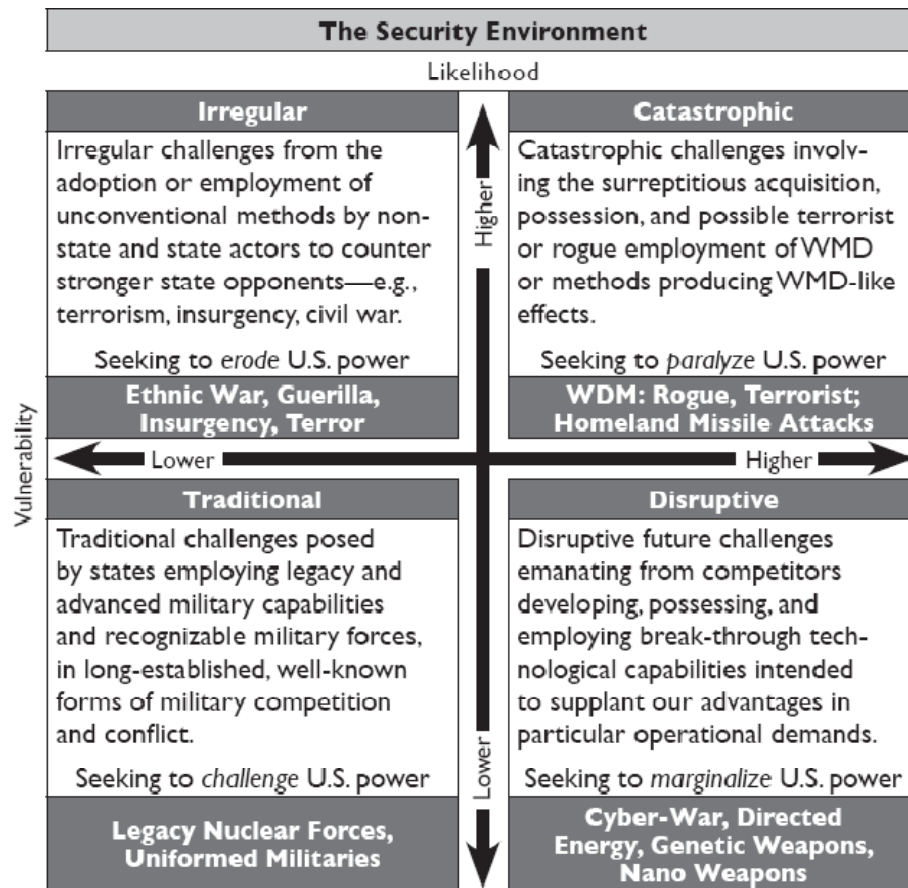 The Security Environment
Likelihood
Irregular
Irregular challenges from the
adoption or employment of
unconventional methods by non-
state and state actors to counter
stronger state opponents—e.g.,
terrorism, insurgency, civil war.
Seeking to erode U.S. power
Ethnic War, Guerilla,
Insurgency, Terror
Higher
Catastrophic
Catastrophic challenges involv-
ing the surreptitious acquisition,
possession, and possible terrorist
or rogue employment of WMD
or methods producing WMD-like
effects.
Seeking to paralyze U.S. power
WDM: Rogue, Terrorist;
Homeland Missile Attacks
Vulnerability
Lower
Higher
Traditional
Traditional challenges posed
by states employing legacy and
advanced military capabilities
and recognizable military forces,
in long-established, well-known
forms of military competition
and conflict.
Seeking to challenge U.S. power
Legacy Nuclear Forces,
Uniformed Militaries
Lower
Disruptive
Disruptive future challenges
emanating from competitors
developing, possessing, and
employing break-through tech-
nological capabilities intended
to supplant our advantages in
particular operational demands.
Seeking to marginalize U.S. power
Cyber-War, Directed
Energy, Genetic Weapons,
Nano Weapons